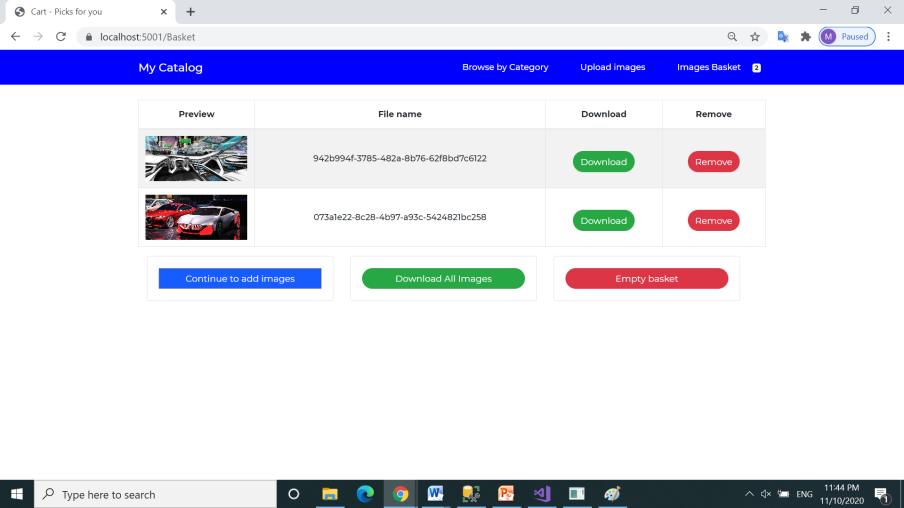 Cart - Picks for you
localhost:5001/Basket
M Paused
My Catalog
Browse by Category
Upload images
Images Basket 2
Preview File name Download Remove
942b994f-3785-482a-8b76-62f8bd7c6122 Download Remove
073a1e22-8c28-4b97-a93c-5424821bc258 Download Remove
Continue to add images
Download All Images
Empty basket
Type here to search
ENG
11:44 PM
11/10/2020
1